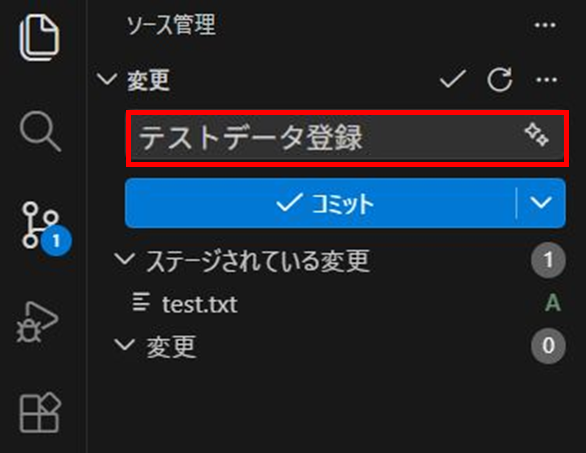 ソース管理
変更
テストデータ登録
コミット
1
ステージされている変更 1
test.txt A
変更 0